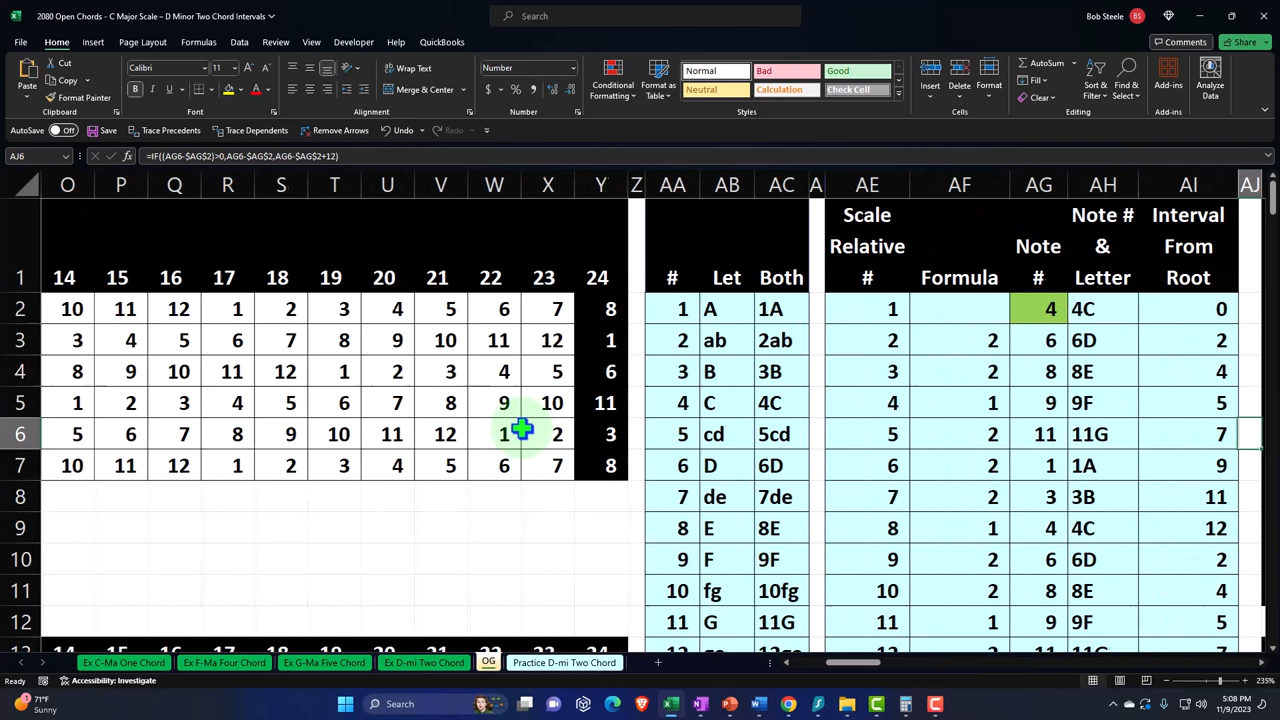 2080 Open Chords - C Major Scale – D Minor Two Chord Intervals
Search
Bob Steele BS
File Home Insert Page Layout Formulas Data Review View Developer Automate Help QuickBooks
Comments Share
Paste
Cut
Copy
Format Painter
Clipboard
Calibri 11
B I U
Font
Wrap Text
Merge & Center
Alignment
Number
$ % 9
Number
Conditional Formatting
Format as Table
Normal Bad Good
Neutral Calculation Check Cell
Styles
Insert Delete Format
Cells
AutoSum
Fill
Clear
Sort & Filter
Find & Select
Editing
Add-ins
Add-ins
Analyze Data
AutoSave Off Save Trace Precedents Trace Dependents Remove Arrows Undo Redo
AJ6 fx =IF((AG6-$AG$2)>0,AG6-$AG$2,AG6-$AG$2+12)
O P Q R S T U V W X Y Z AA AB AC A AE AF AG AH AI AJ
1 14 15 16 17 18 19 20 21 22 23 24 # Let Both Scale Relative # Formula Note # Note # & Letter Interval From Root
2 10 11 12 1 2 3 4 5 6 7 8 1 A 1A 1 4 4C 0
3 3 4 5 6 7 8 9 10 11 12 1 2 ab 2ab 2 2 6 6D 2
4 8 9 10 11 12 1 2 3 4 5 6 3 B 3B 3 2 8 8E 4
5 1 2 3 4 5 6 7 8 9 10 11 4 C 4C 4 1 9 9F 5
6 5 6 7 8 9 10 11 12 1 2 3 5 cd 5cd 5 2 11 11G 7
7 10 11 12 1 2 3 4 5 6 7 8 6 D 6D 6 2 1 1A 9
8 7 de 7de 7 2 3 3B 11
9 8 E 8E 8 1 4 4C 12
10 9 F 9F 9 2 6 6D 2
11 10 fg 10fg 10 2 8 8E 4
12 11 G 11G 11 1 9 9F 5
Ex C-Ma One Chord Ex F-Ma Four Chord Ex G-Ma Five Chord Ex D-mi Two Chord OG Practice D-mi Two Chord
Ready Accessibility: Investigate 235%
71°F
Sunny
Search
5:08 PM
11/9/2023